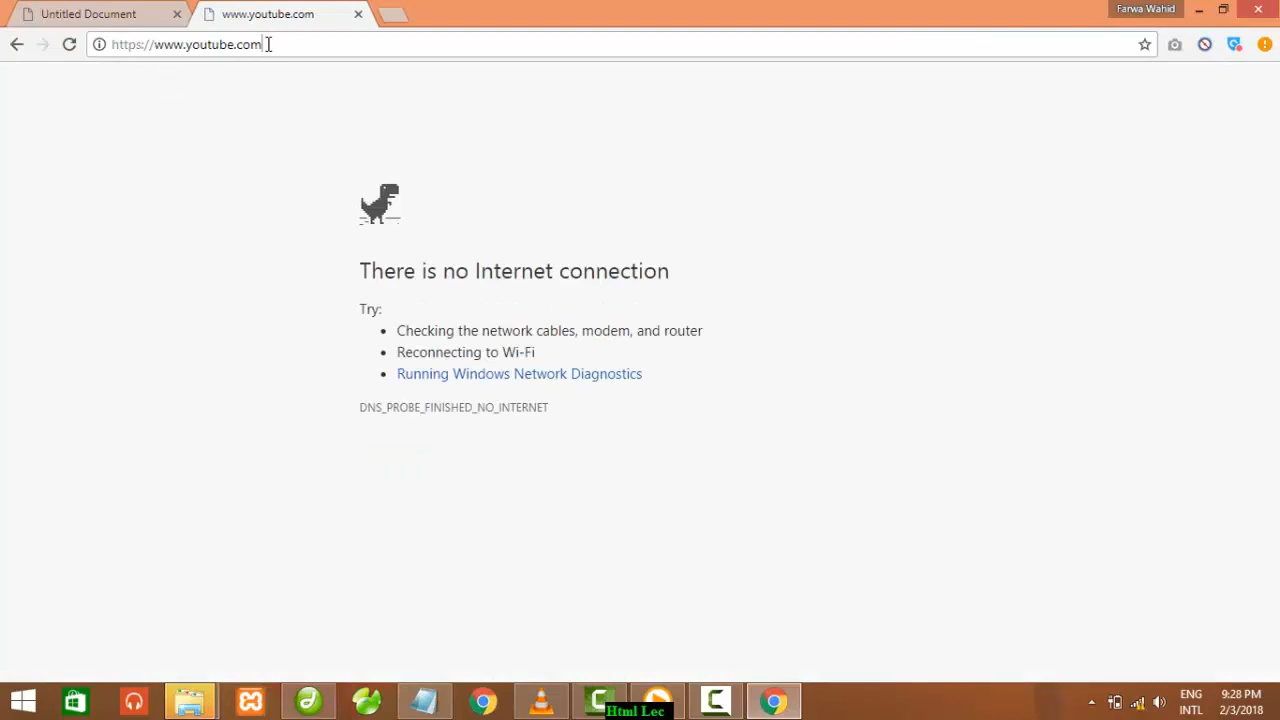 Untitled Document
www.youtube.com
Farwa Wahid
https://www.youtube.com
There is no Internet connection
Try:
Checking the network cables, modem, and router
Reconnecting to Wi-Fi
Running Windows Network Diagnostics
DNS_PROBE_FINISHED_NO_INTERNET
Html Lec
ENG
INTL
9:28 PM
2/3/2018